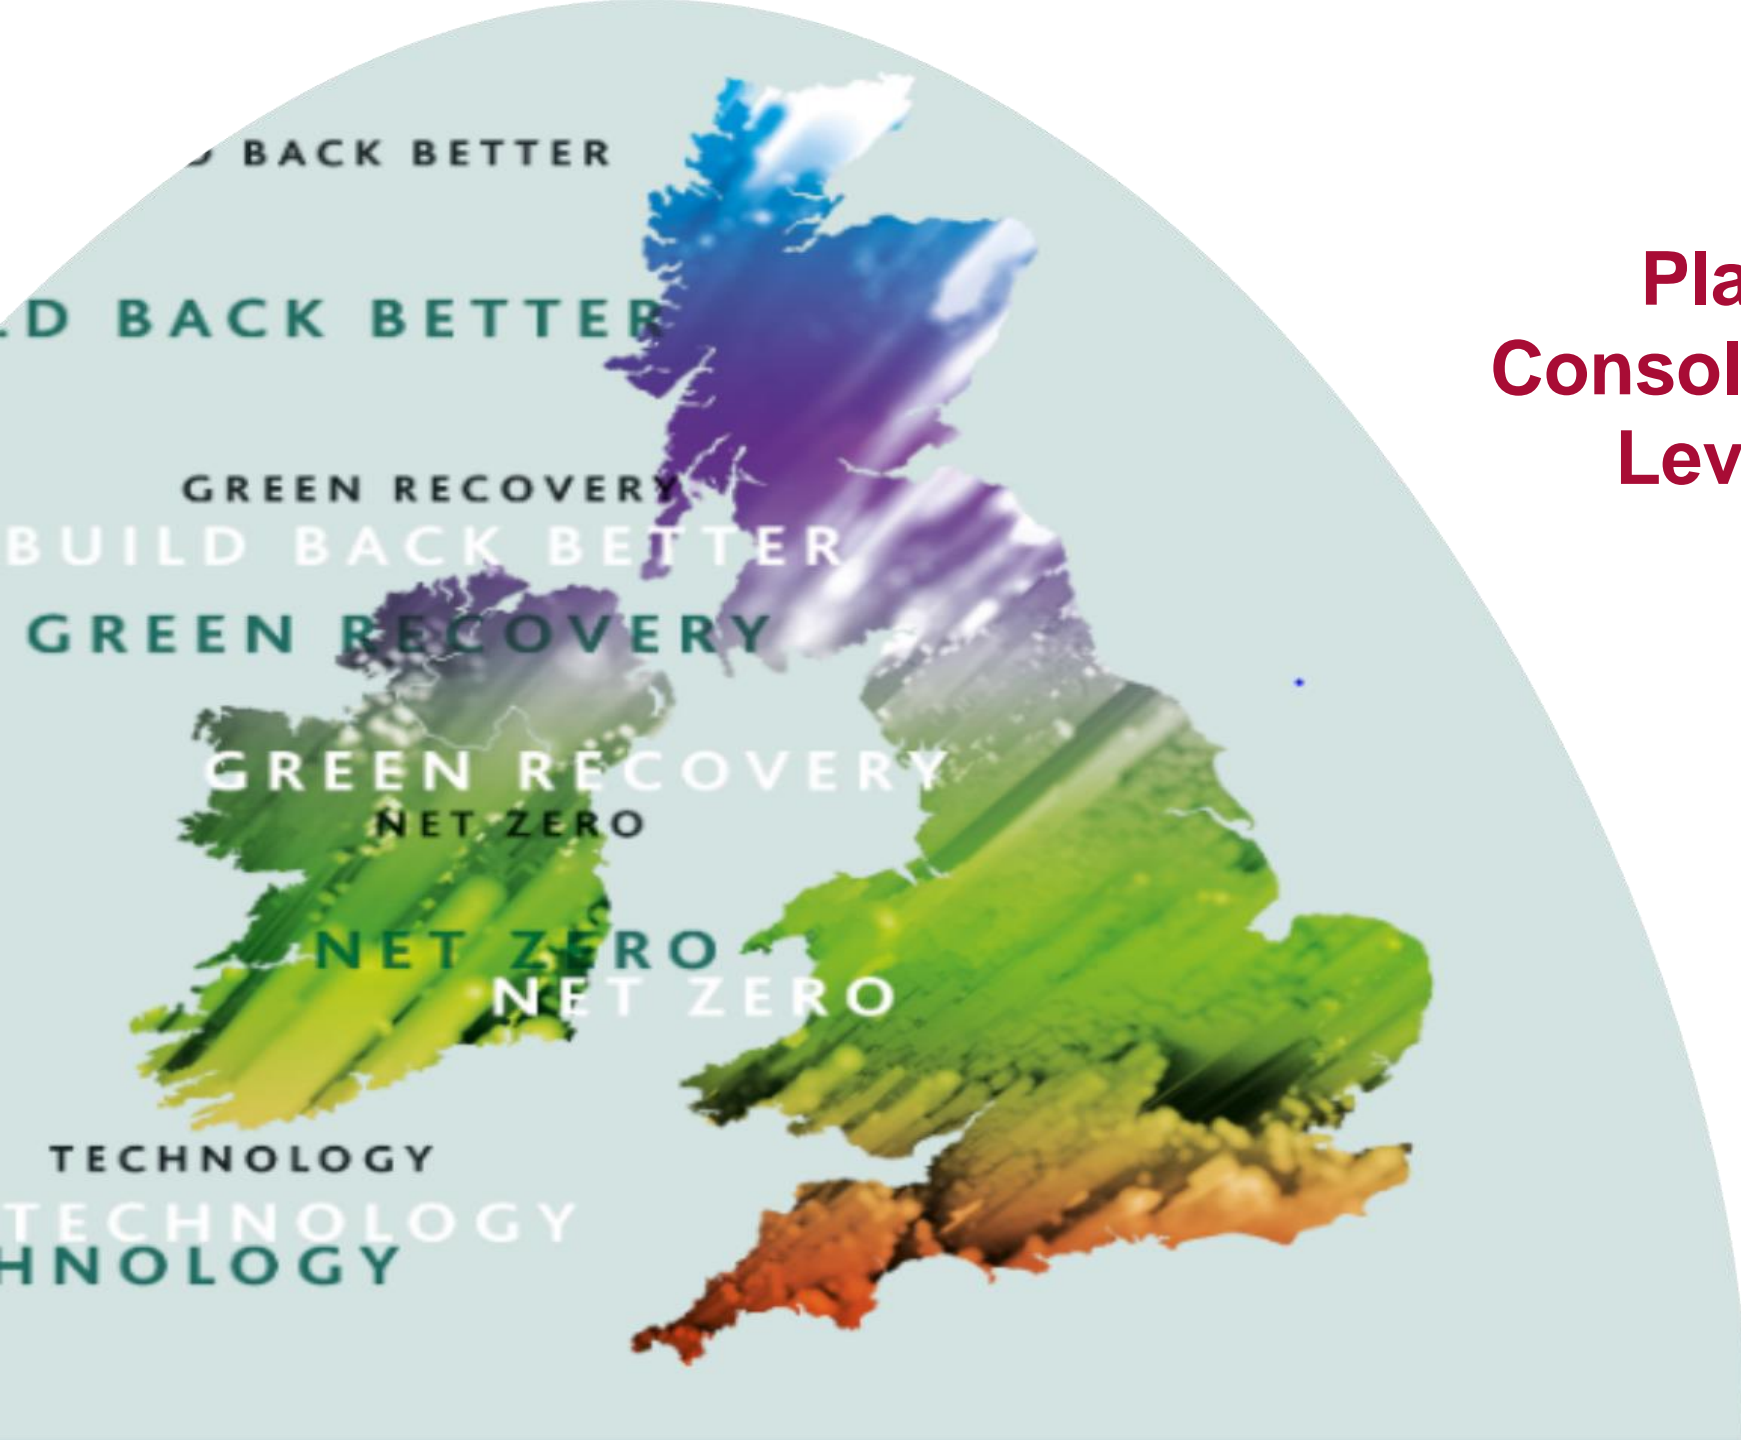 BACK BETTER
Pla
D BACK BETTER
Consol
Lev
GREEN RECOVERY
BUILD BACK BETTER
GREEN RECOVERY
GREEN RECOVERY
NET ZERO
NET ZERO
NET ZERO
TECHNOLOGY
TECHNOLOGY
HNOLOGY